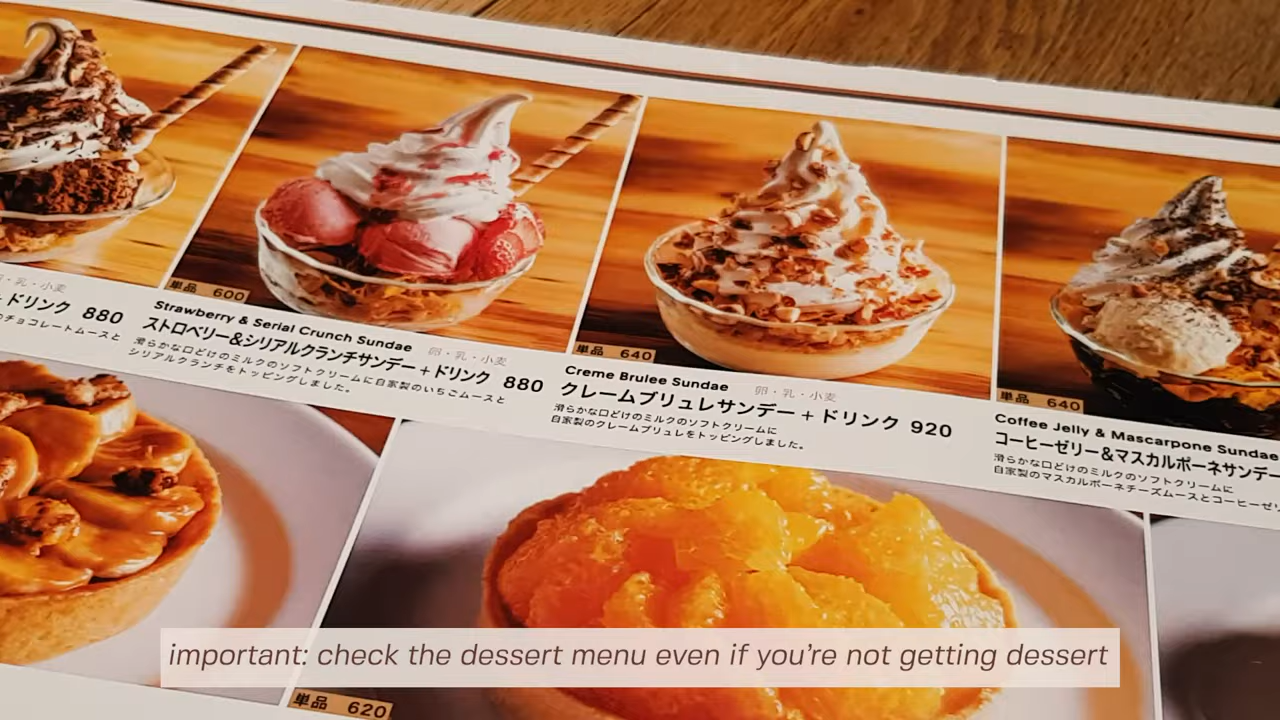 卵・乳・小麦
ドリンク 880
チョコレートムースと
単品 600
Strawberry & Serial Crunch Sundae
ストロベリー&シリアルクランチサンデー+ドリンク 880
卵・乳・小麦
滑らかな口どけのミルクのソフトクリームに自家製のいちごムースと
シリアルクランチをトッピングしました。
単品 640
Creme Brulee Sundae
卵・乳・小麦
クレームブリュレサンデー+ドリンク 920
滑らかな口どけのミルクのソフトクリームに
自家製のクレームブリュレをトッピングしました。
単品 640
Coffee Jelly & Mascarpone Sundae
コーヒーゼリー&マスカルポーネサンデー
滑らかな口どけのミルクのソフトクリームに
自家製のマスカルポーネチーズムースとコーヒーゼリ
単品 620
important: check the dessert menu even if you're not getting dessert